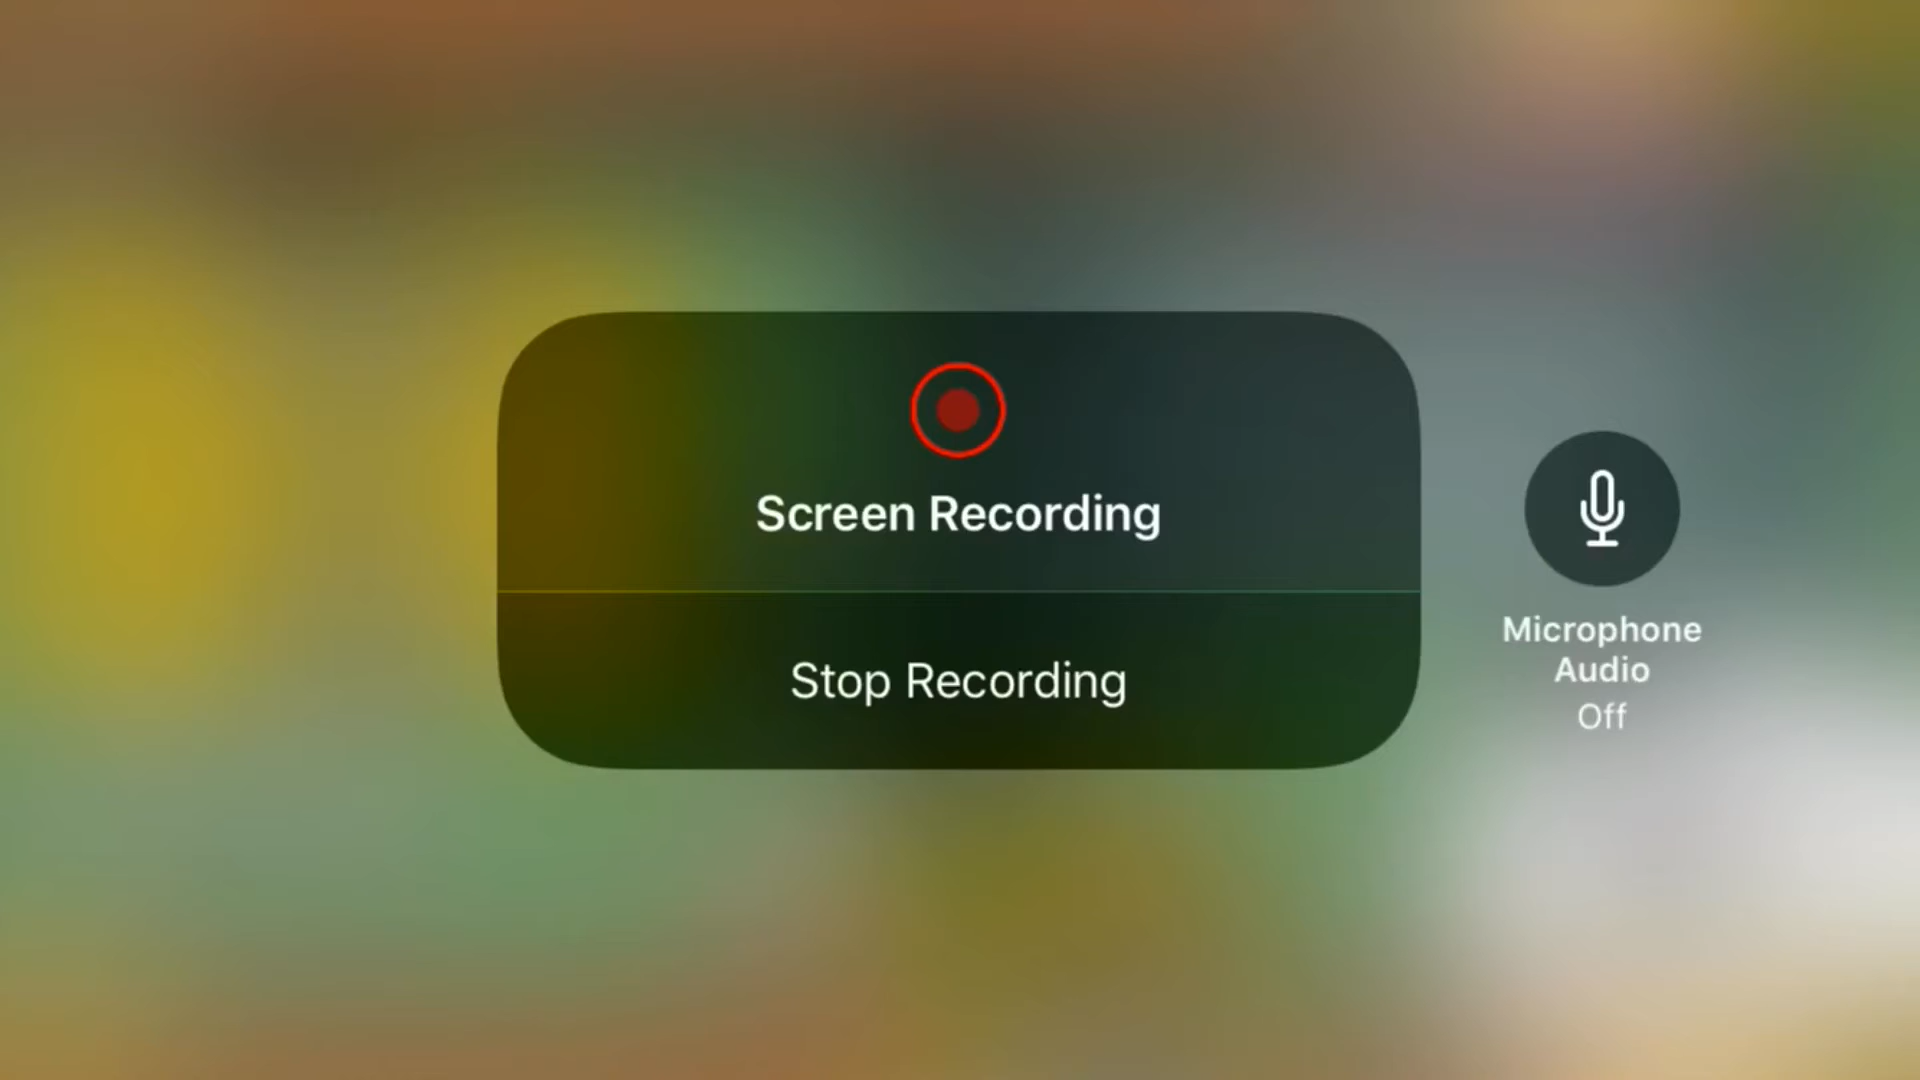 Screen Recording
Stop Recording
Microphone
Audio
Off